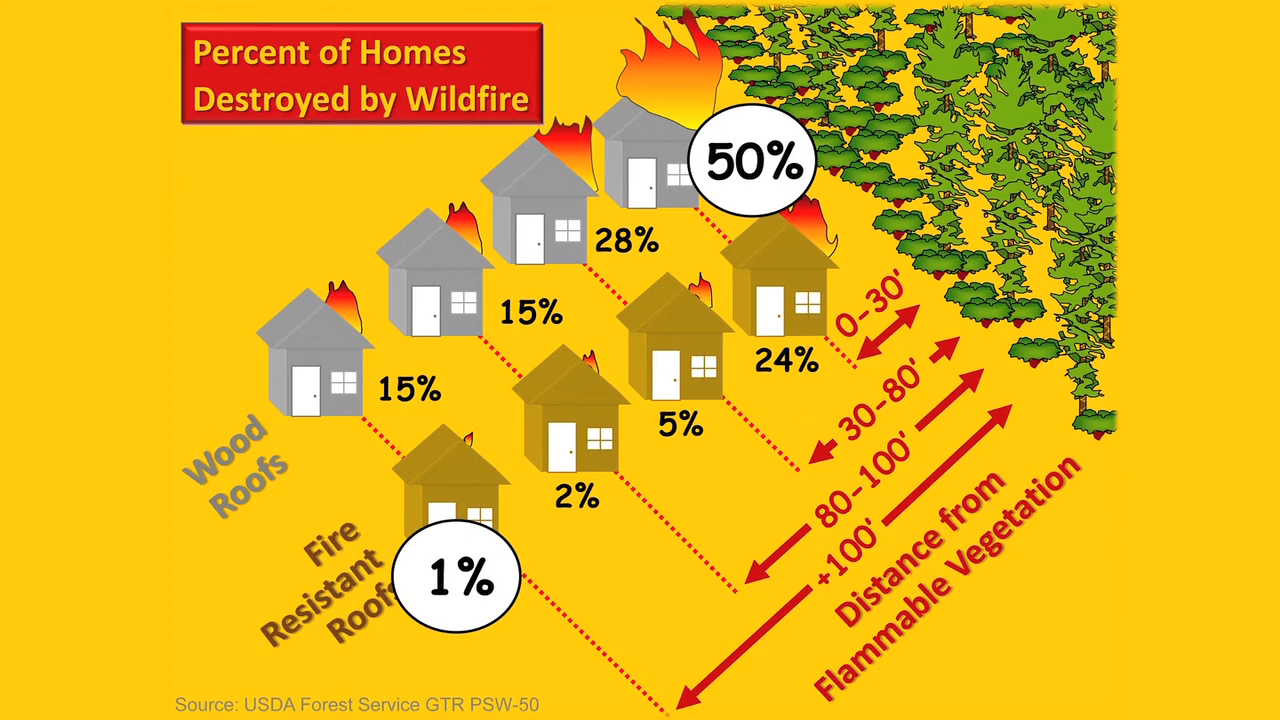 Percent of Homes
Destroyed by Wildfire
50%
28%
15%
15%
24%
5%
2%
1%
0-30'
30-80'
80-100'
+100'
Wood
Roofs
Fire
Resistant
Roofs
Distance from
Flammable Vegetation
Source: USDA Forest Service GTR PSW-50